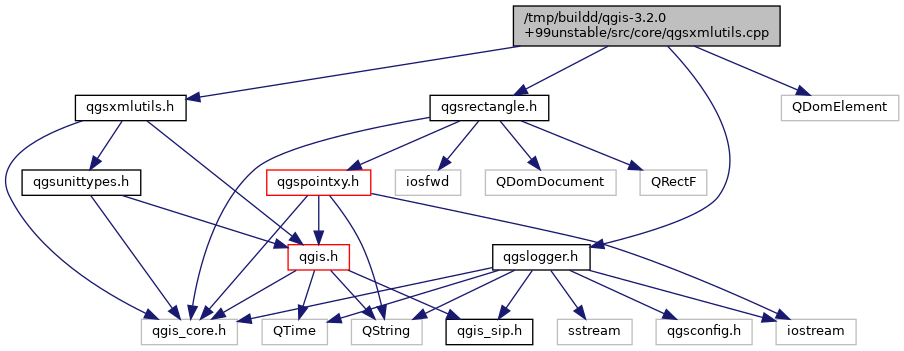 /tmp/buildd/qgis-3.2.0
+99unstable/src/core/qgsxmlutils.cpp
qgsxmlutils.h
qgsrectangle.h
QDomElement
qgsunittypes.h
qgspointxy.h
iosfwd
QDomDocument
QRectF
qgis.h
qgslogger.h
qgis_core.h
QTime
QString
qgis_sip.h
sstream
qgsconfig.h
iostream